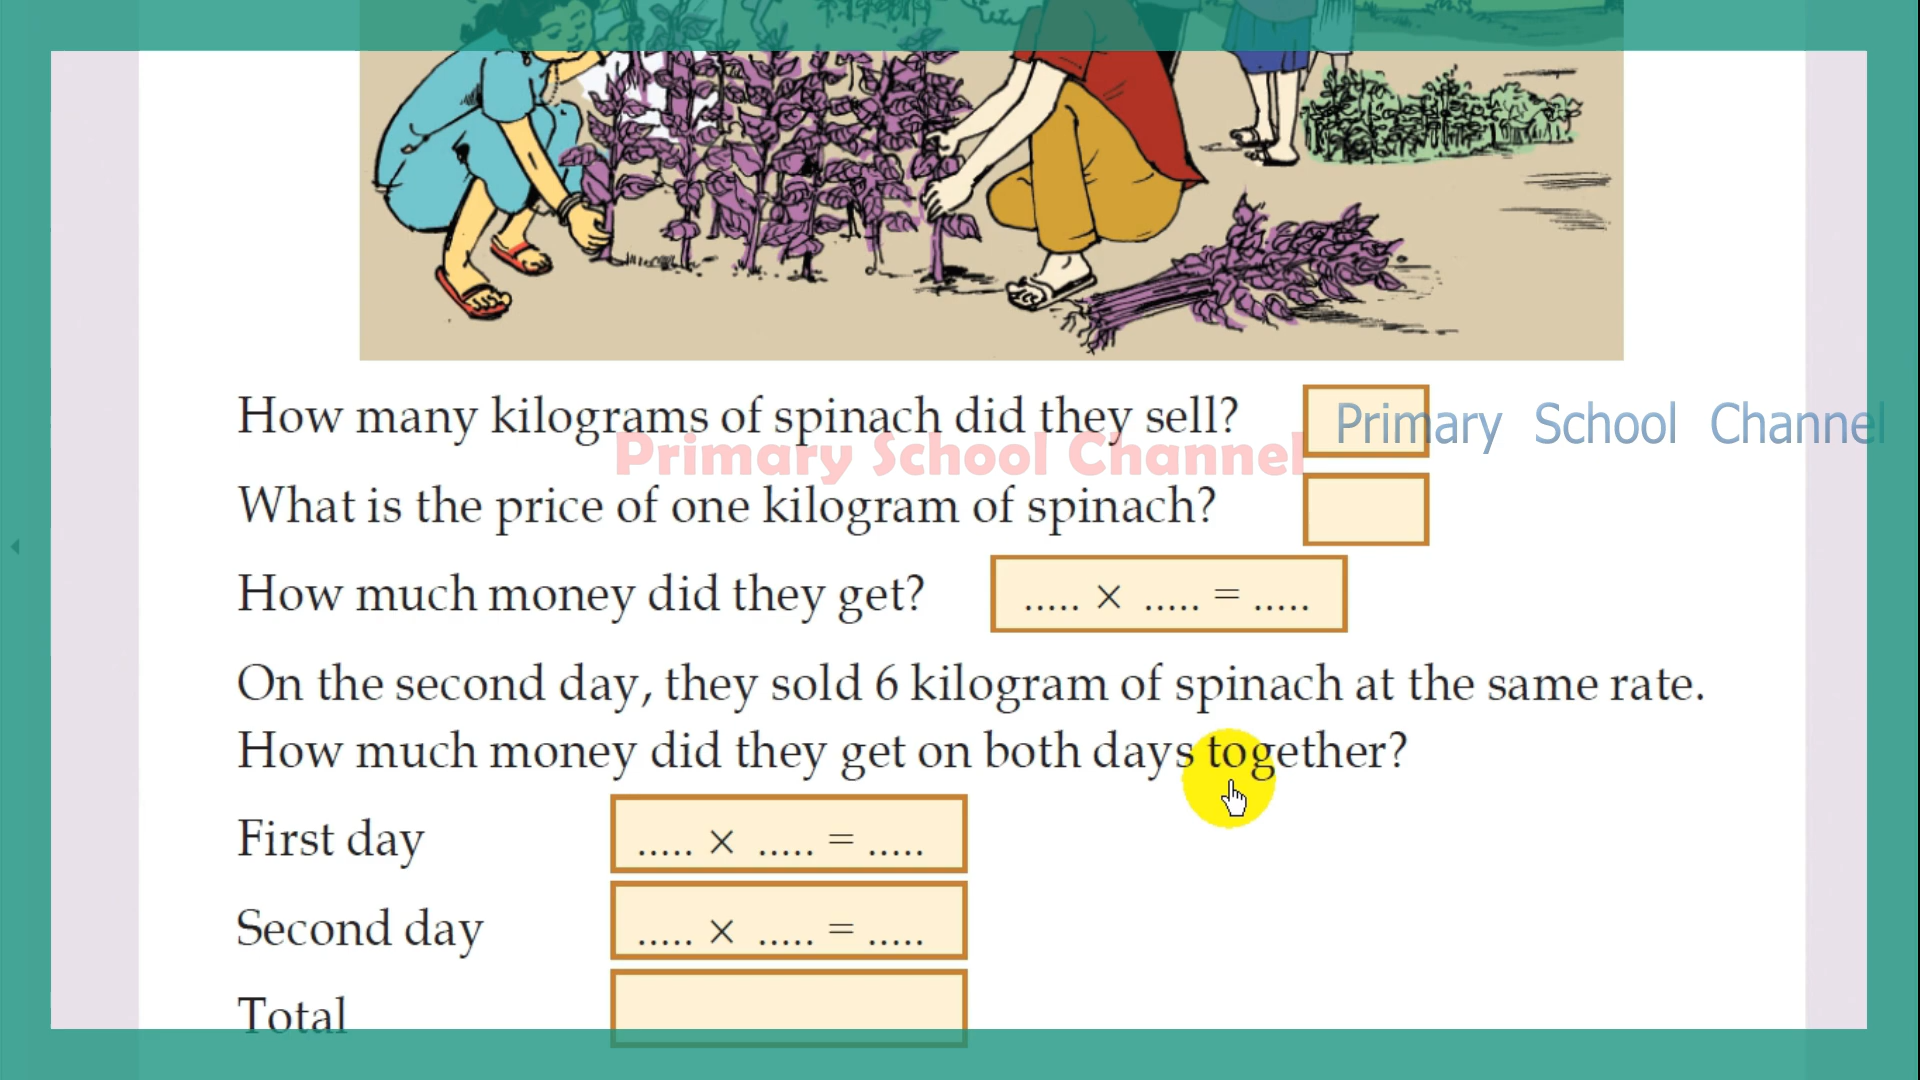 How many kilograms of spinach did they sell?
Primary School Channel
Primary School Channel
What is the price of one kilogram of spinach?
How much money did they get? ..... × ..... = .....
On the second day, they sold 6 kilogram of spinach at the same rate.
How much money did they get on both days together?
First day ..... × ..... = .....
Second day ..... × ..... = .....
Total